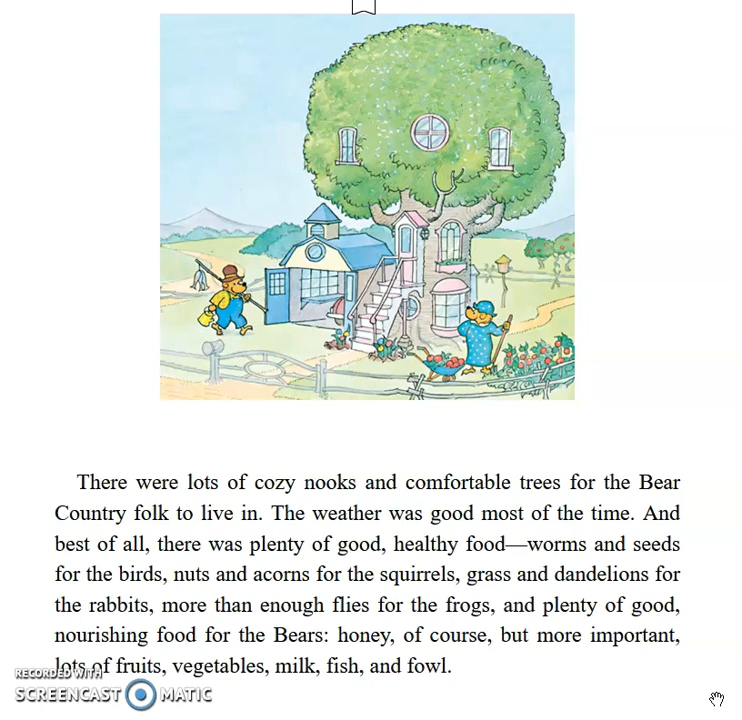 There were lots of cozy nooks and comfortable trees for the Bear
Country folk to live in. The weather was good most of the time. And
best of all, there was plenty of good, healthy food—worms and seeds
for the birds, nuts and acorns for the squirrels, grass and dandelions for
the rabbits, more than enough flies for the frogs, and plenty of good,
nourishing food for the Bears: honey, of course, but more important,
lots of fruits, vegetables, milk, fish, and fowl.
RECORDED WITH
SCREENCAST MATIC